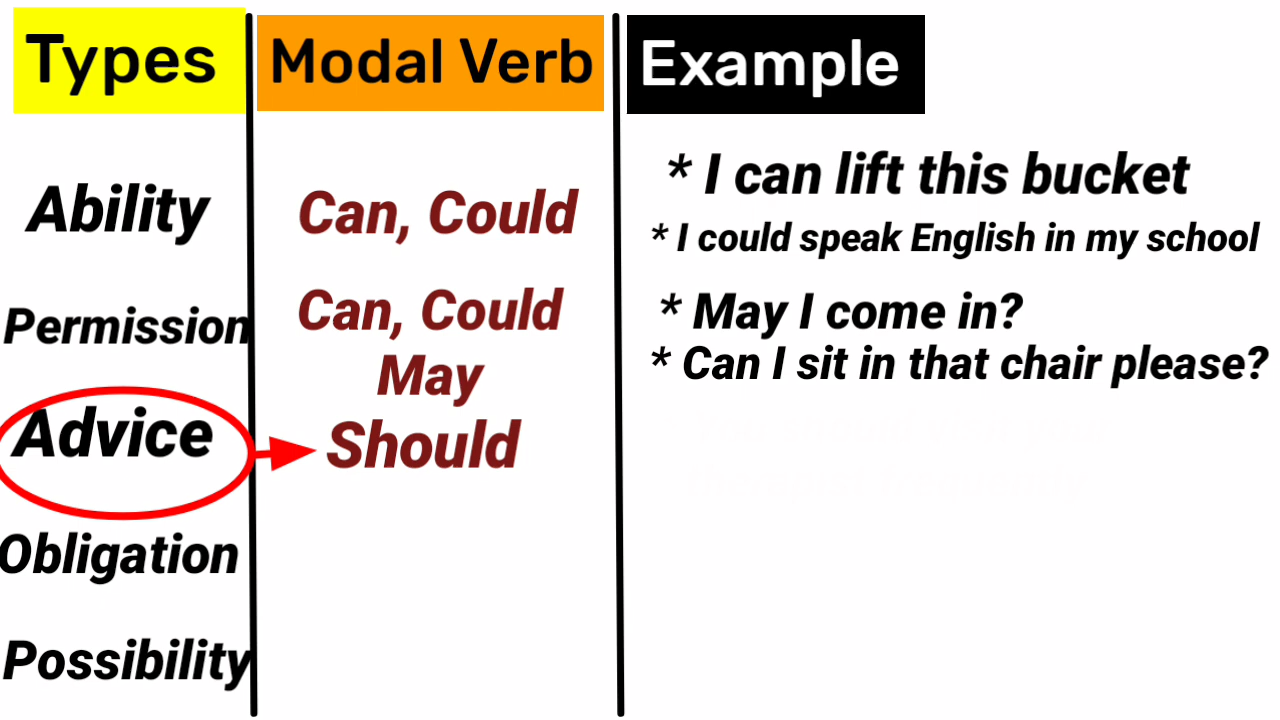 Types Modal Verb Example
Ability Can, Could * I can lift this bucket
* I could speak English in my school
Permission Can, Could * May I come in?
May * Can I sit in that chair please?
Advice Should
Obligation
Possibility